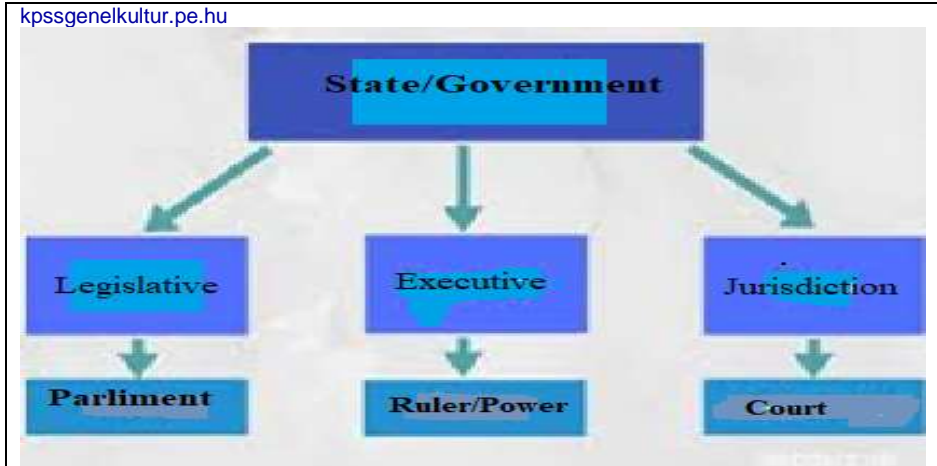 kpssgenelkultur.pe.hu
State/Government
Legislative
Executive
Jurisdiction
Parliment
Ruler/Power
Court